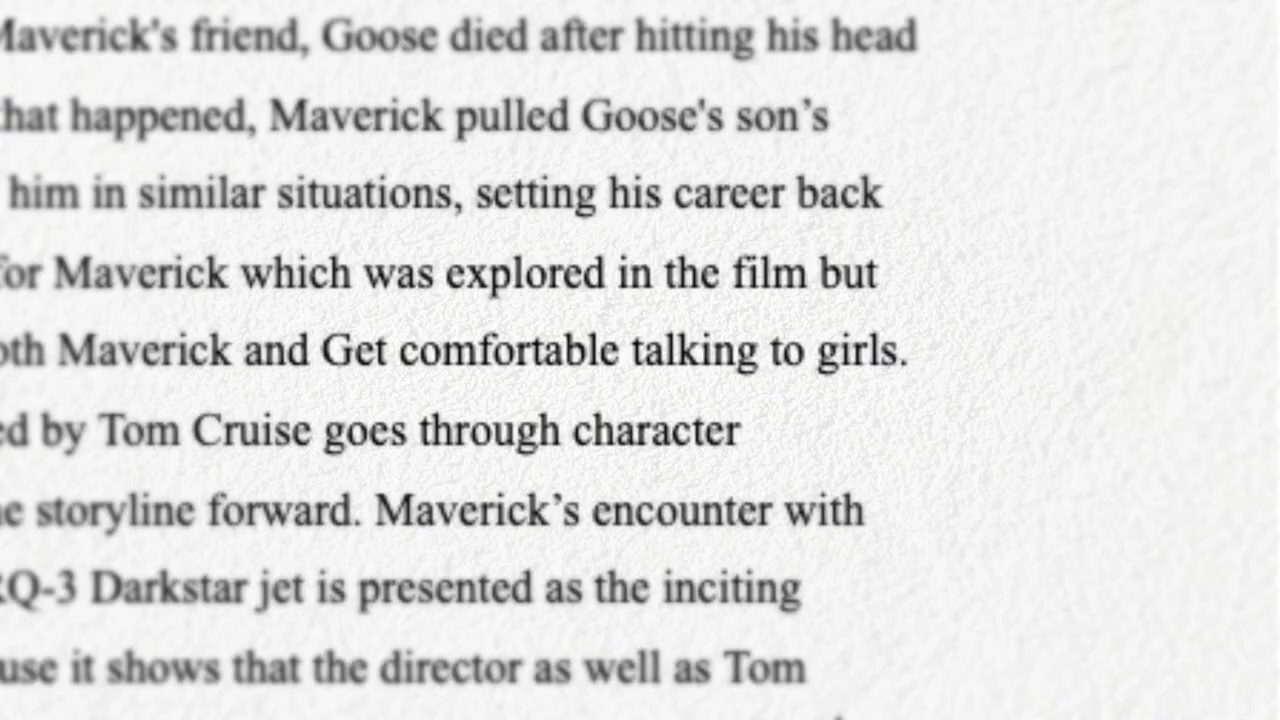 Maverick's friend, Goose died after hitting his head
that happened, Maverick pulled Goose's son’s
him in similar situations, setting his career back
for Maverick which was explored in the film but
oth Maverick and Get comfortable talking to girls.
ed by Tom Cruise goes through character
storyline forward. Maverick’s encounter with
RQ-3 Darkstar jet is presented as the inciting
use it shows that the director as well as Tom